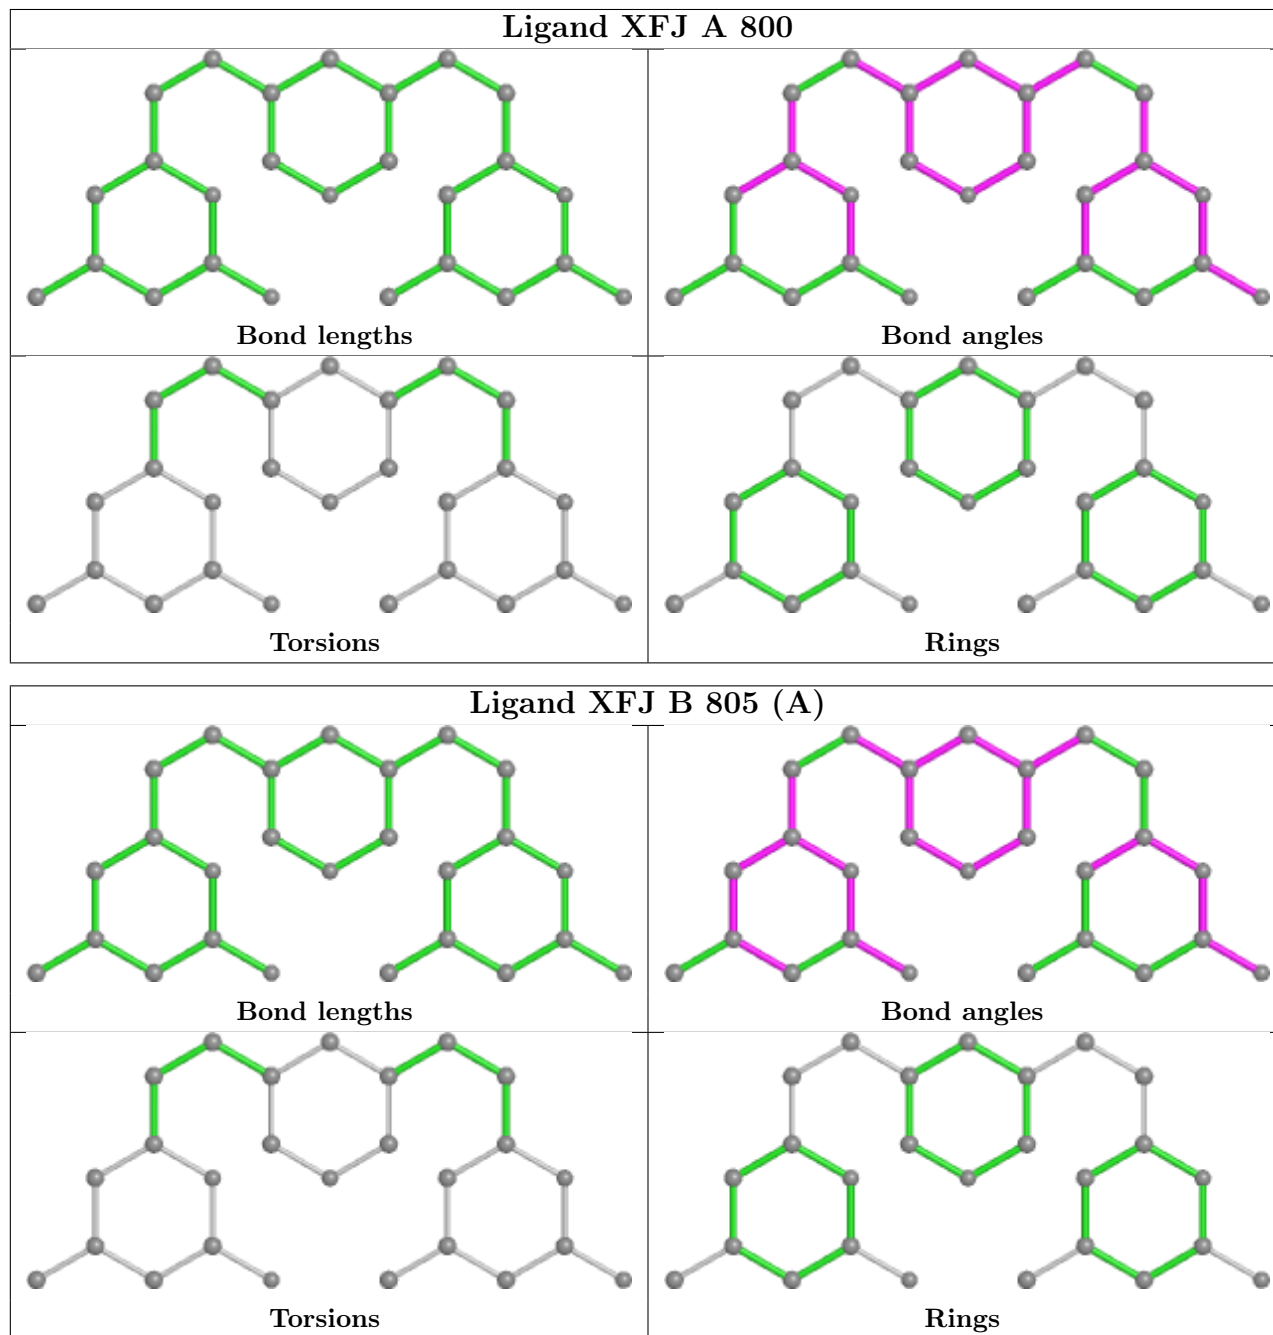 Ligand XFJ A 800
Bond lengths
Bond angles
Torsions
Rings
Ligand XFJ B 805 (A)
Bond lengths
Bond angles
Torsions
Rings